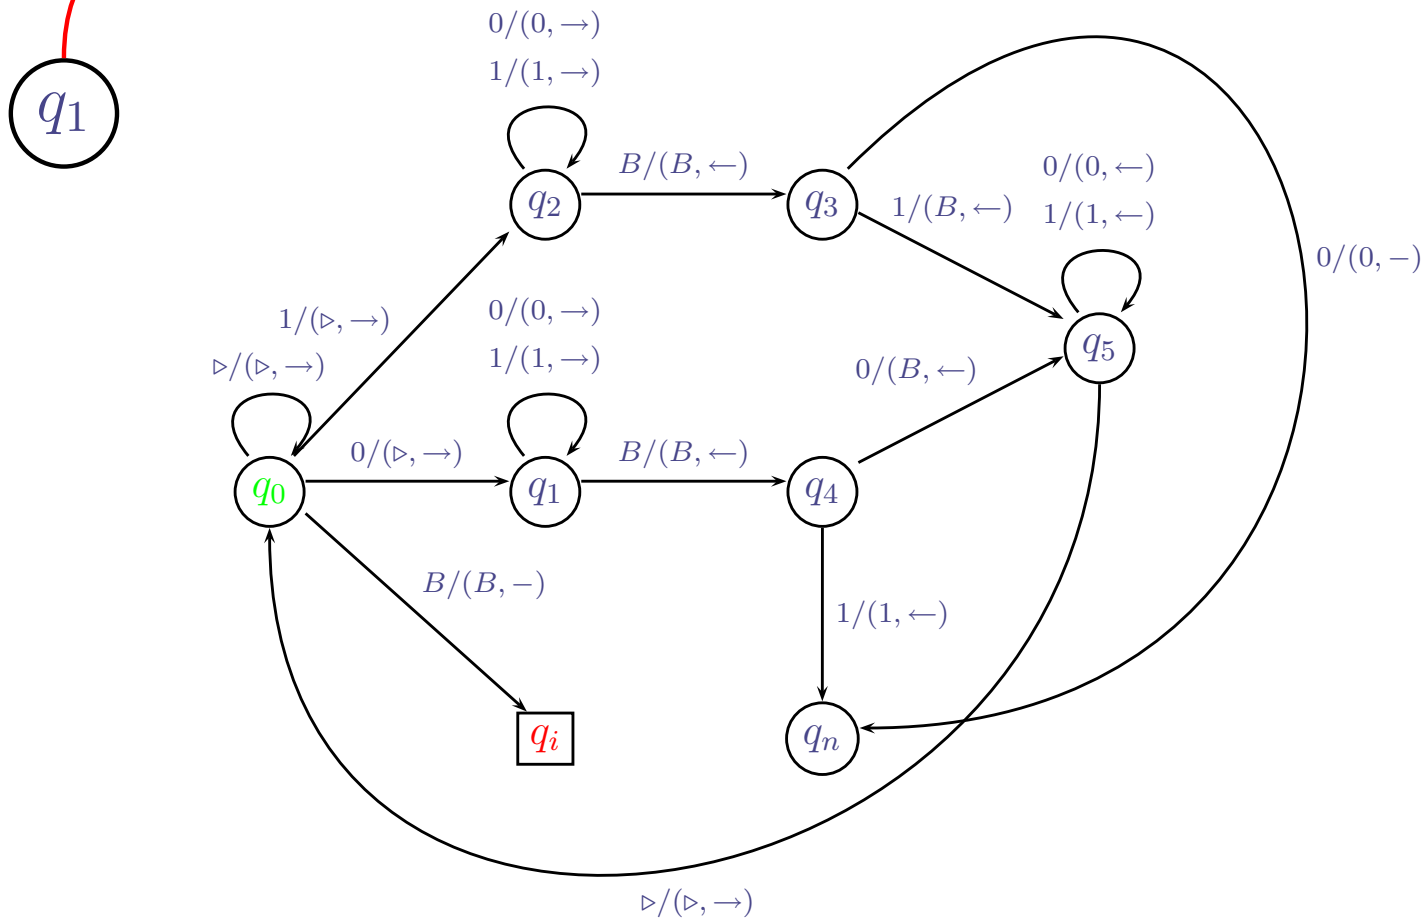 0/(0, →)
1/(1, →)
q1
B/(B, ←)
0/(0, ←)
q2
q3
1/(B, ←)
1/(1, ←)
0/(0, −)
1/(▹, →)
0/(0, →)
▹/(▹, →)
1/(1, →)
0/(B, ←)
q5
0/(▹, →)
B/(B, ←)
q0
q1
q4
B/(B, −)
1/(1, ←)
qi
qn
▹/(▹, →)